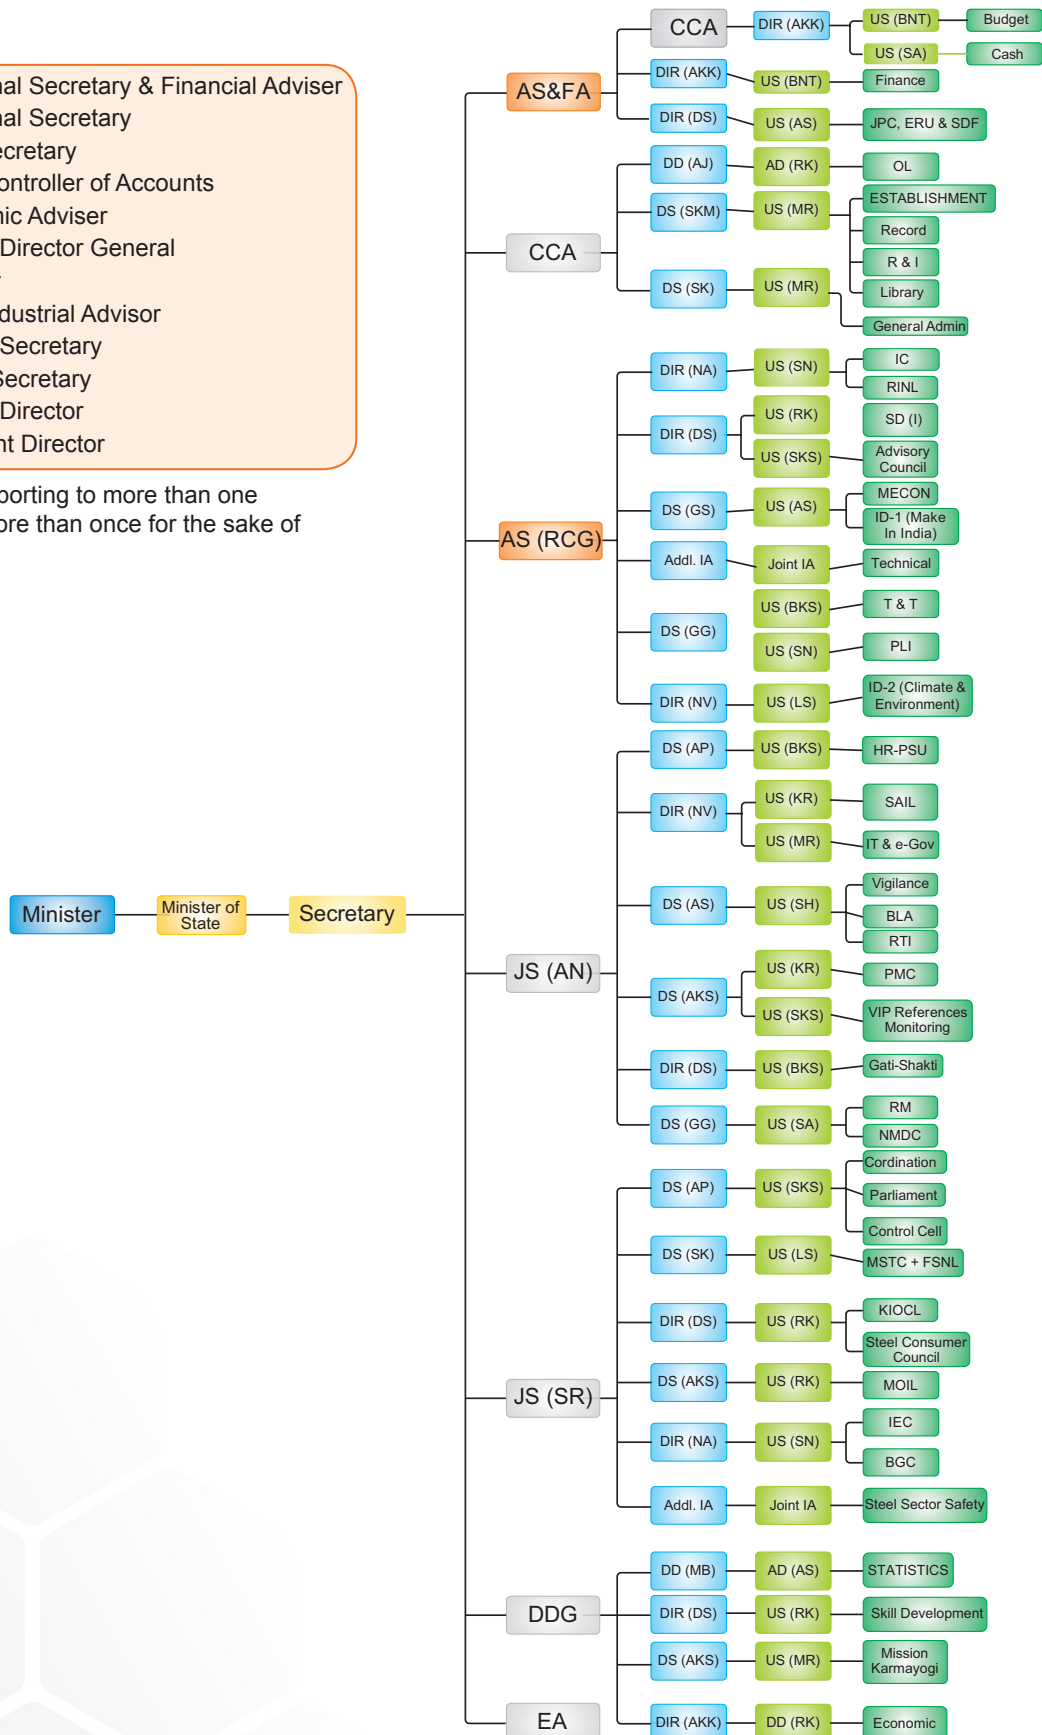 nal Secretary & Financial Adviser
nal Secretary
ecretary
ontroller of Accounts
nic Adviser
Director General
dustrial Advisor
Secretary
Secretary
Director
nt Director
porting to more than one
ore than once for the sake of
Minister
Minister of
State
Secretary
AS&FA
CCA
DIR (AKK)
US (BNT)
Budget
US (SA)
Cash
DIR (AKK)
US (BNT)
Finance
DIR (DS)
US (AS)
JPC, ERU & SDF
CCA
DD (AJ)
AD (RK)
OL
DS (SKM)
US (MR)
ESTABLISHMENT
Record
R & I
Library
DS (SK)
US (MR)
General Admin
AS (RCG)
DIR (NA)
US (SN)
IC
RINL
DIR (DS)
US (RK)
SD (I)
US (SKS)
Advisory
Council
DS (GS)
US (AS)
MECON
ID-1 (Make
In India)
Addl. IA
Joint IA
Technical
DS (GG)
US (BKS)
T & T
US (SN)
PLI
DIR (NV)
US (LS)
ID-2 (Climate &
Environment)
JS (AN)
DS (AP)
US (BKS)
HR-PSU
DIR (NV)
US (KR)
SAIL
US (MR)
IT & e-Gov
DS (AS)
US (SH)
Vigilance
BLA
RTI
DS (AKS)
US (KR)
PMC
US (SKS)
VIP References
Monitoring
DIR (DS)
US (BKS)
Gati-Shakti
DS (GG)
US (SA)
RM
NMDC
JS (SR)
DS (AP)
US (SKS)
Cordination
Parliament
Control Cell
DS (SK)
US (LS)
MSTC + FSNL
DIR (DS)
US (RK)
KIOCL
Steel Consumer
Council
DS (AKS)
US (RK)
MOIL
DIR (NA)
US (SN)
IEC
BGC
Addl. IA
Joint IA
Steel Sector Safety
DDG
DD (MB)
AD (AS)
STATISTICS
DIR (DS)
US (RK)
Skill Development
DS (AKS)
US (MR)
Mission
Karmayogi
EA
DIR (AKK)
DD (RK)
Economic